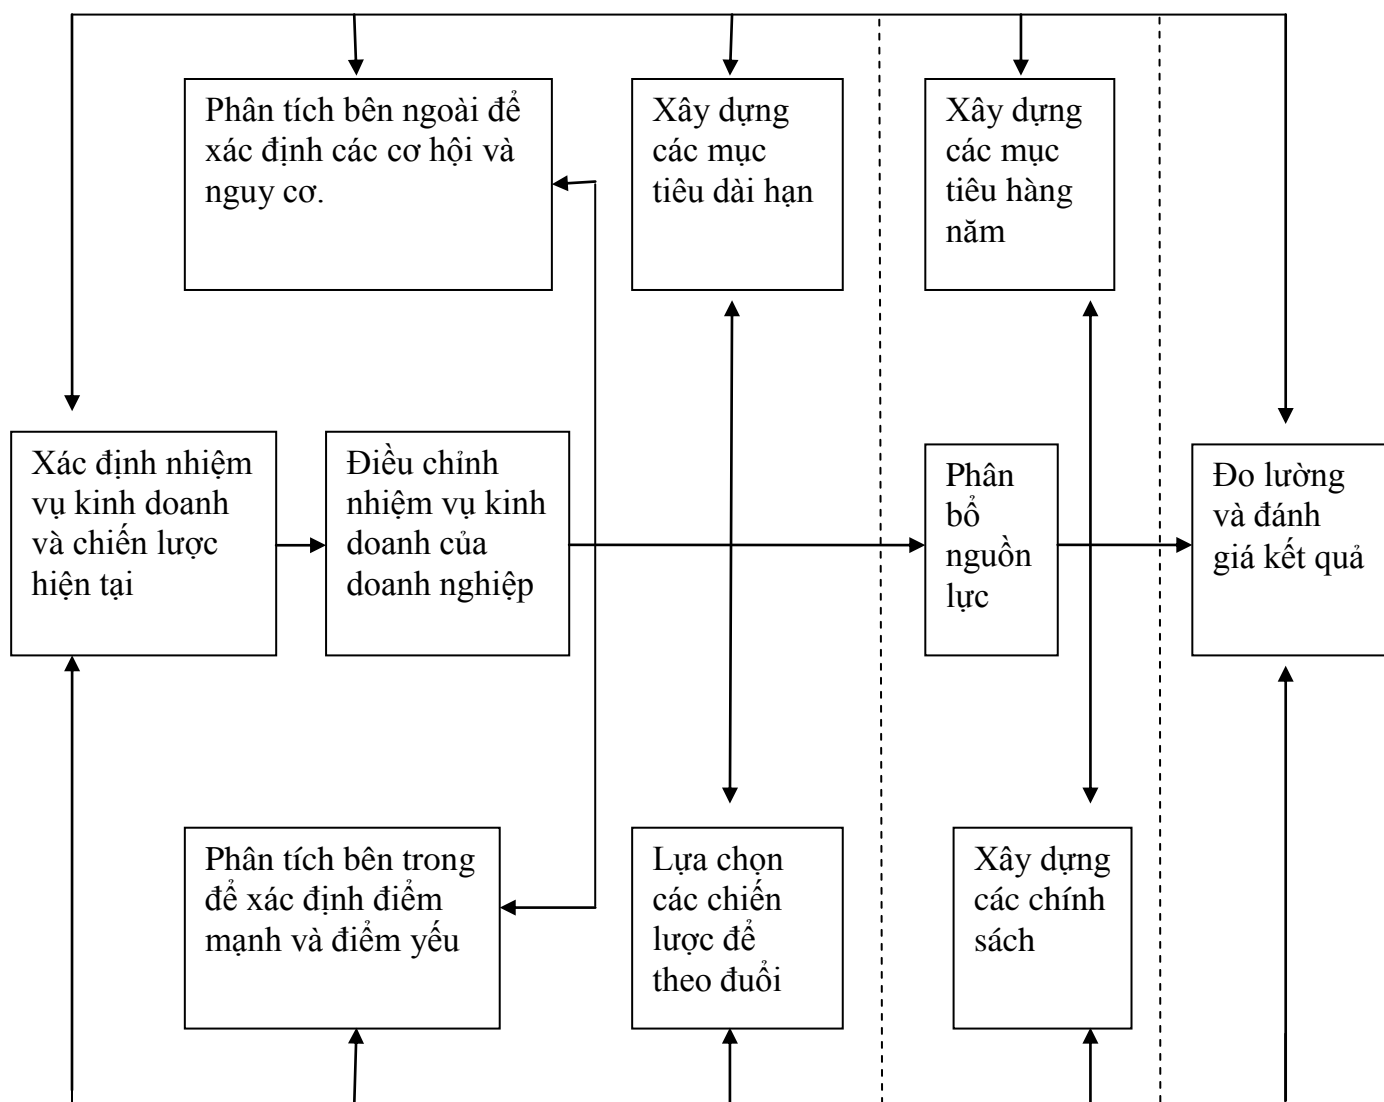 Phân tích bên ngoài để
xác định các cơ hội và
nguy cơ.
Xây dựng
các mục
tiêu dài hạn
Xây dựng
các mục
tiêu hàng
năm
Xác định nhiệm
vụ kinh doanh
và chiến lược
hiện tại
Điều chỉnh
nhiệm vụ kinh
doanh của
doanh nghiệp
Phân
bổ
nguồn
lực
Đo lường
và đánh
giá kết quả
Phân tích bên trong
để xác định điểm
mạnh và điểm yếu
Lựa chọn
các chiến
lược để
theo đuổi
Xây dựng
các chính
sách